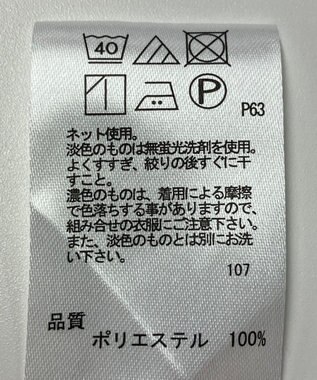 40
P
P63
ネット使用。
淡色のものは無蛍光洗剤を使用。
よくすすぎ、絞りの後すぐに干
すこと。
濃色のものは、着用による摩擦
で色落ちする事がありますので、
組み合せの衣服にご注意下さい。
また、淡色のものとは別にお洗
い下さい。
107
品質
ポリエステル 100%